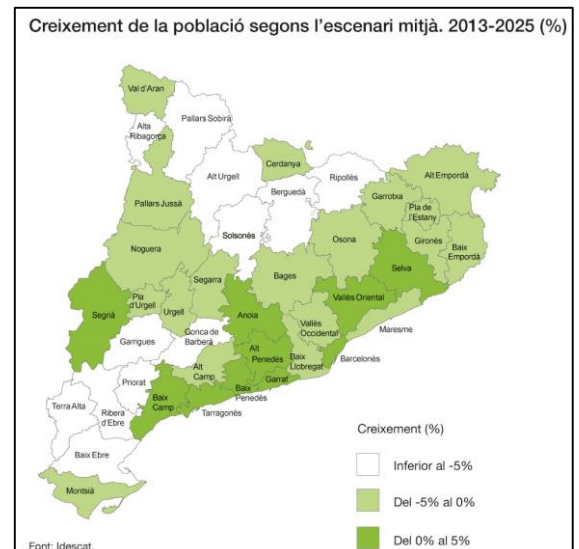 Creixement de la població segons l'escenari mitjà. 2013-2025 (%)
Val d'Aran
Pallars Sobirà
Alta
Ribagorça
Cerdanya
Ripollès
Alt Empordà
Alt Urgell
Berguedà
Garrotxa
Pla de
l'Estany
Pallars Jussà
Solsonès
Osona
Gironès
Baix
Empordà
Noguera
Bages
Selva
Segarra
Vallès Oriental
Segrià
Pla
d'Urgell
Urgell
Anoia
Vallès
Occidental
Maresme
Garrigues
Conca de
Barberà
Alt
Penedès
Baix
Llobregat
Barcelonès
Alt
Camp
Priorat
Garraf
Baix
Penedès
Baix
Camp
Terra Alta
Ribera
d'Ebre
Tarragonès
Baix Ebre
Montsià
Creixement (%)
Inferior al -5%
Del -5% al 0%
Del 0% al 5%
Font: Idescat.